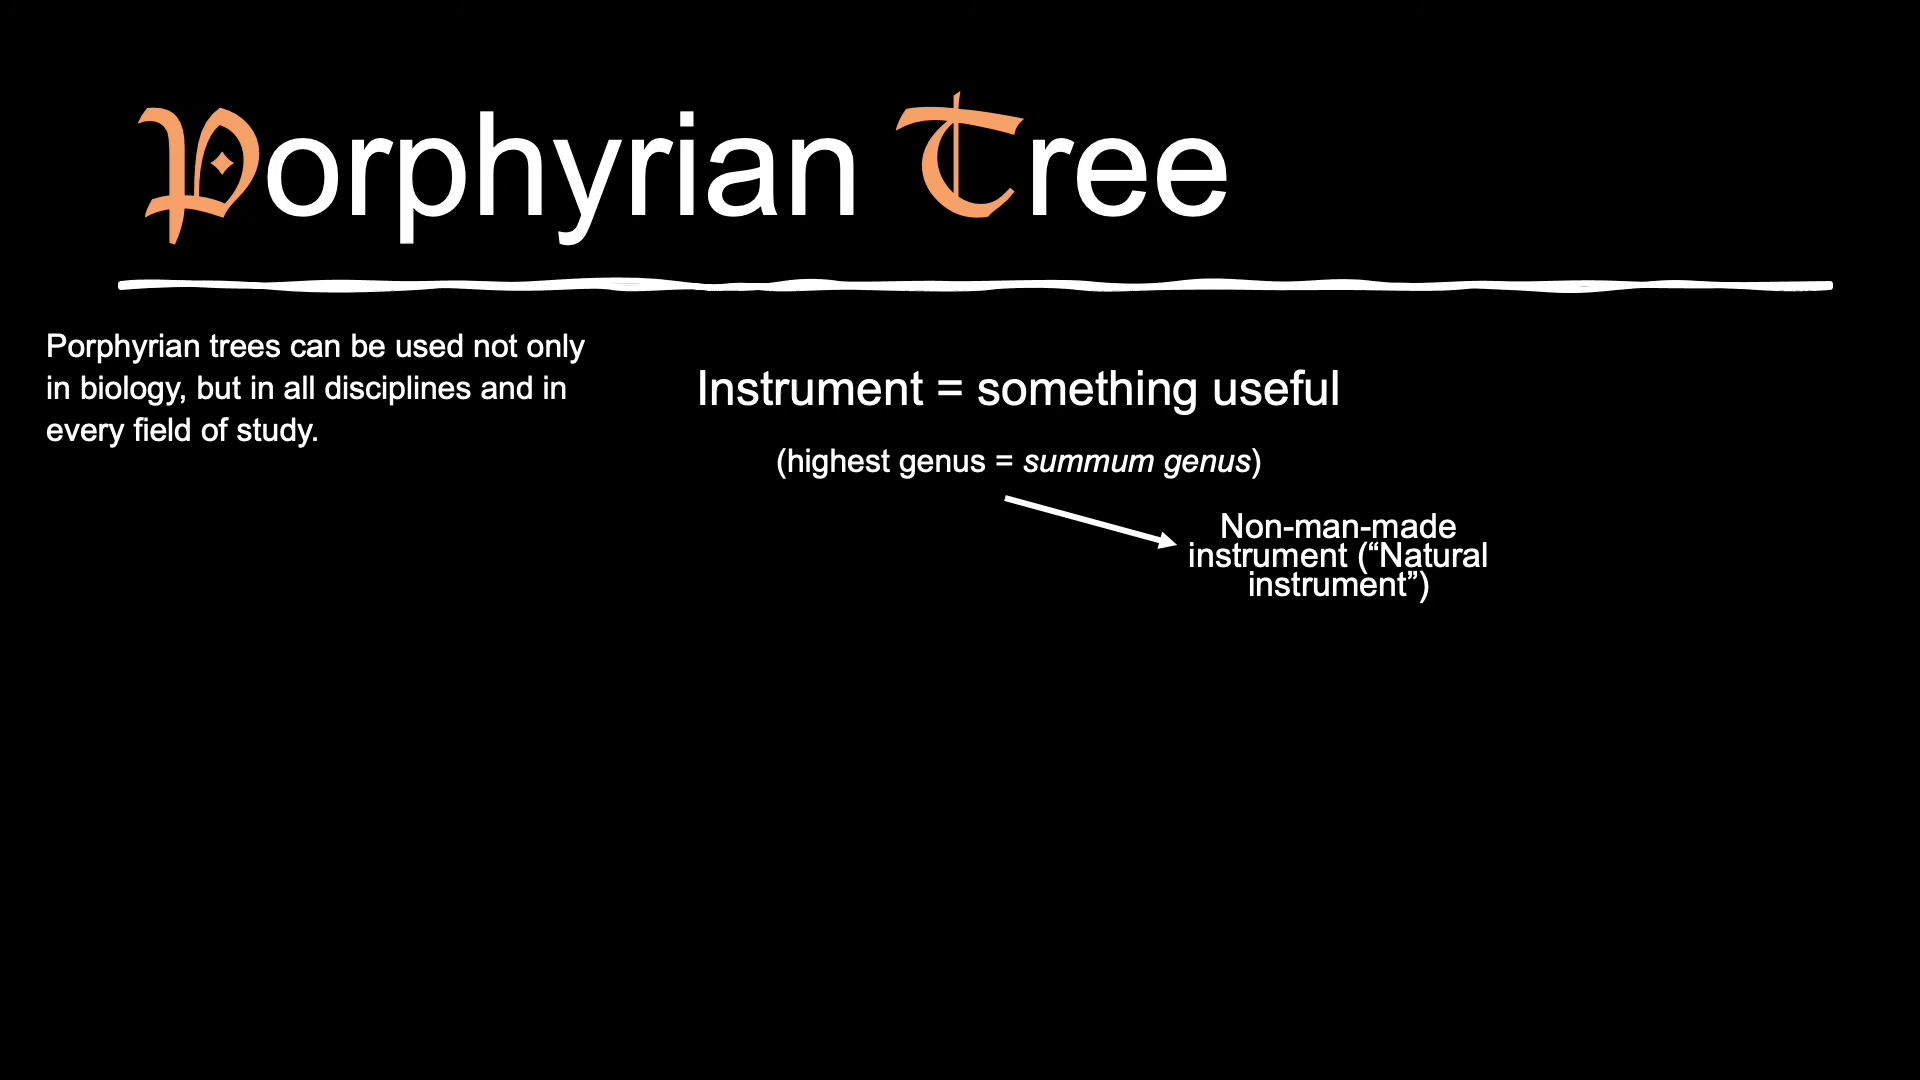 Porphyrian Tree
Porphyrian trees can be used not only
in biology, but in all disciplines and in
every field of study.
Instrument = something useful
(highest genus = summum genus)
Non-man-made
instrument (“Natural
instrument”)